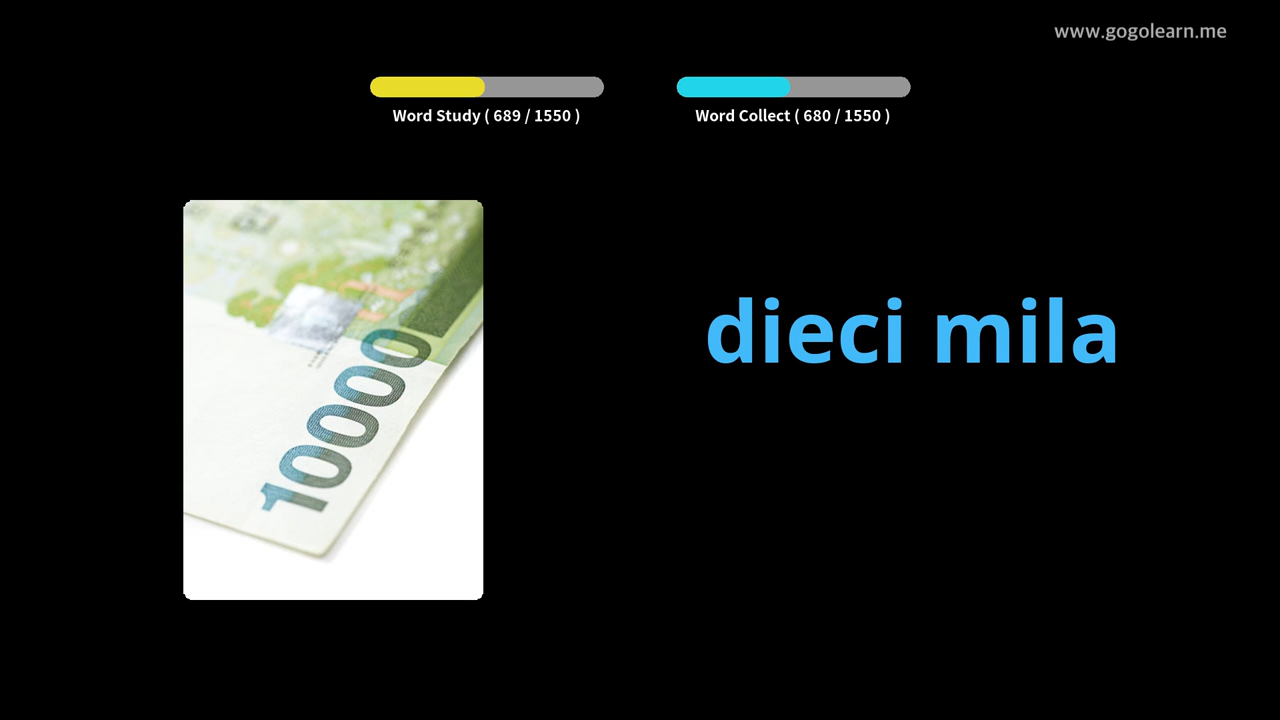 www.gogolearn.me
Word Study ( 689 / 1550 )
Word Collect ( 680 / 1550 )
10000
dieci mila